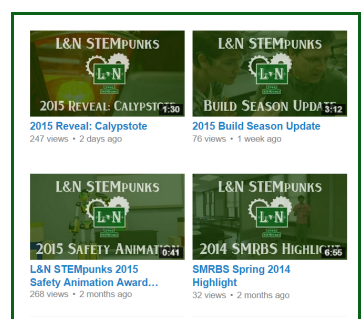 L&N STEMPUNKS
L★N
2015 REVEAL: CALYPSTO
1:30
2015 Reveal: Calypstote
247 views • 2 days ago
L&N STEMPUNKS
L★N
BUILD SEASON UPDA
3:12
2015 Build Season Update
76 views • 1 week ago
L&N STEMPUNKS
L★N
2015 SAFETY ANIMATION
0:41
L&N STEMpunks 2015
Safety Animation Award…
268 views • 2 months ago
L&N STEMPUNKS
L★N
2014 SMRBS HIGHLIGHT
6:55
SMRBS Spring 2014
Highlight
32 views • 2 months ago